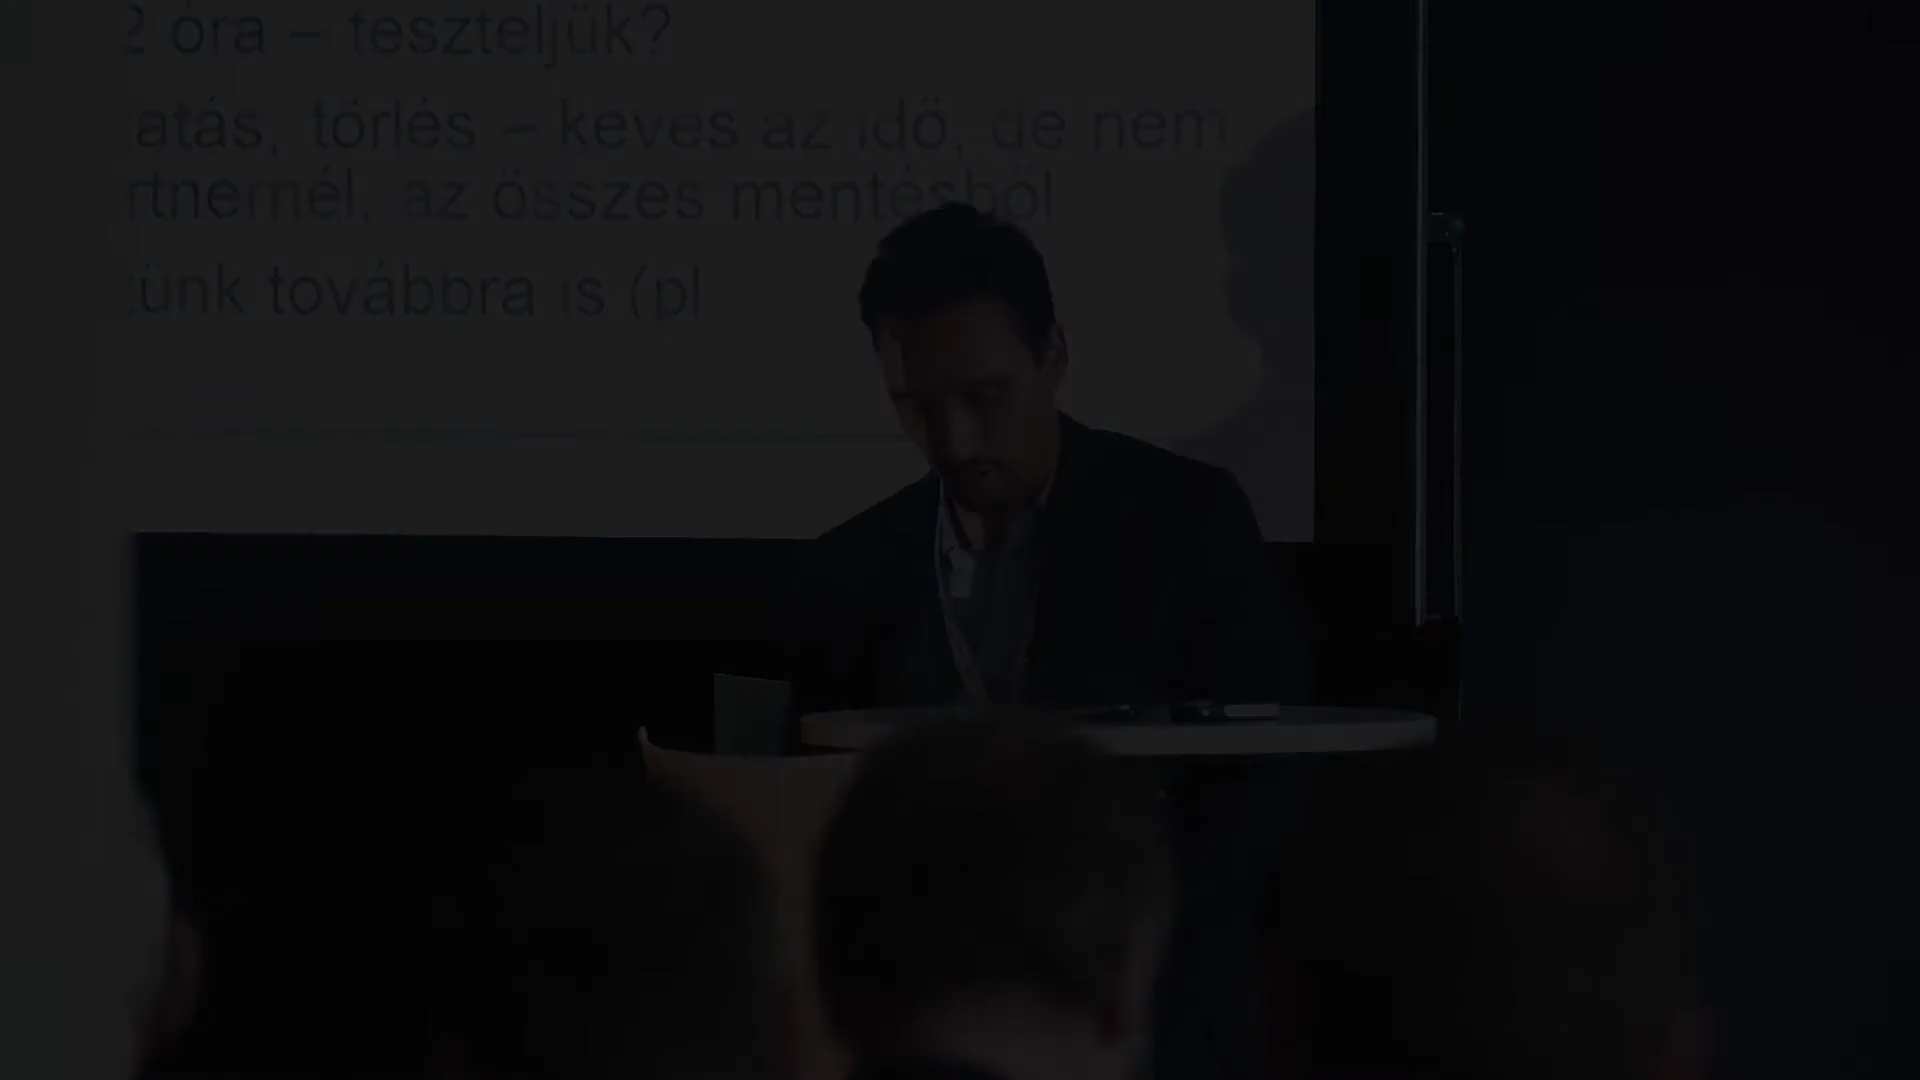 2 óra – teszteljük?
atás, törlés – kevés az idő, de nem
rtnernél, az összes mentésből
ünk továbbra is (pl